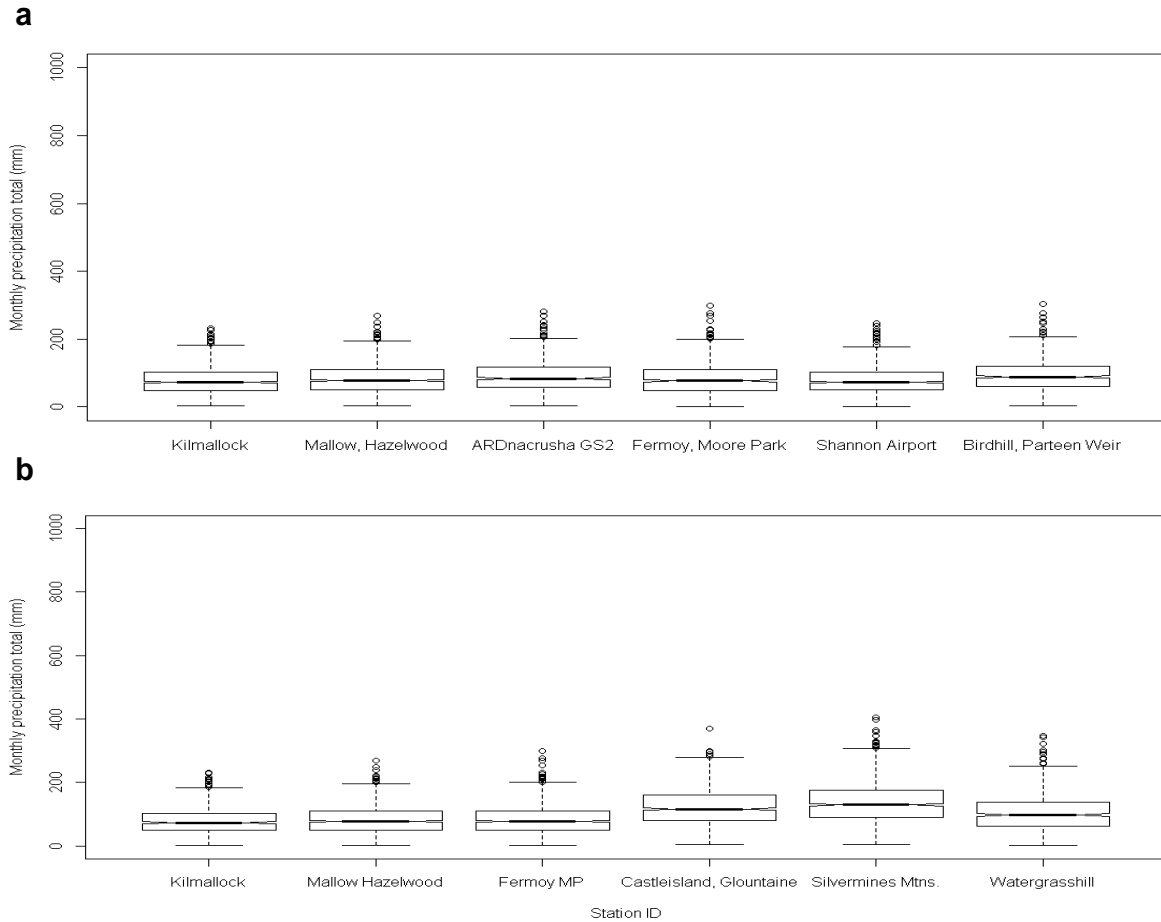 a
Monthly precipitation total (mm)
1000
800
600
400
200
0
Kilmallock
Mallow, Hazelwood
ARDnacrusha GS2
Fermoy, Moore Park
Shannon Airport
Birdhill, Parteen Weir
b
Monthly precipitation total (mm)
1000
800
600
400
200
0
Kilmallock
Mallow Hazelwood
Fermoy MP
Castleisland, Glountaine
Silvermines Mtns.
Watergrasshill
Station ID